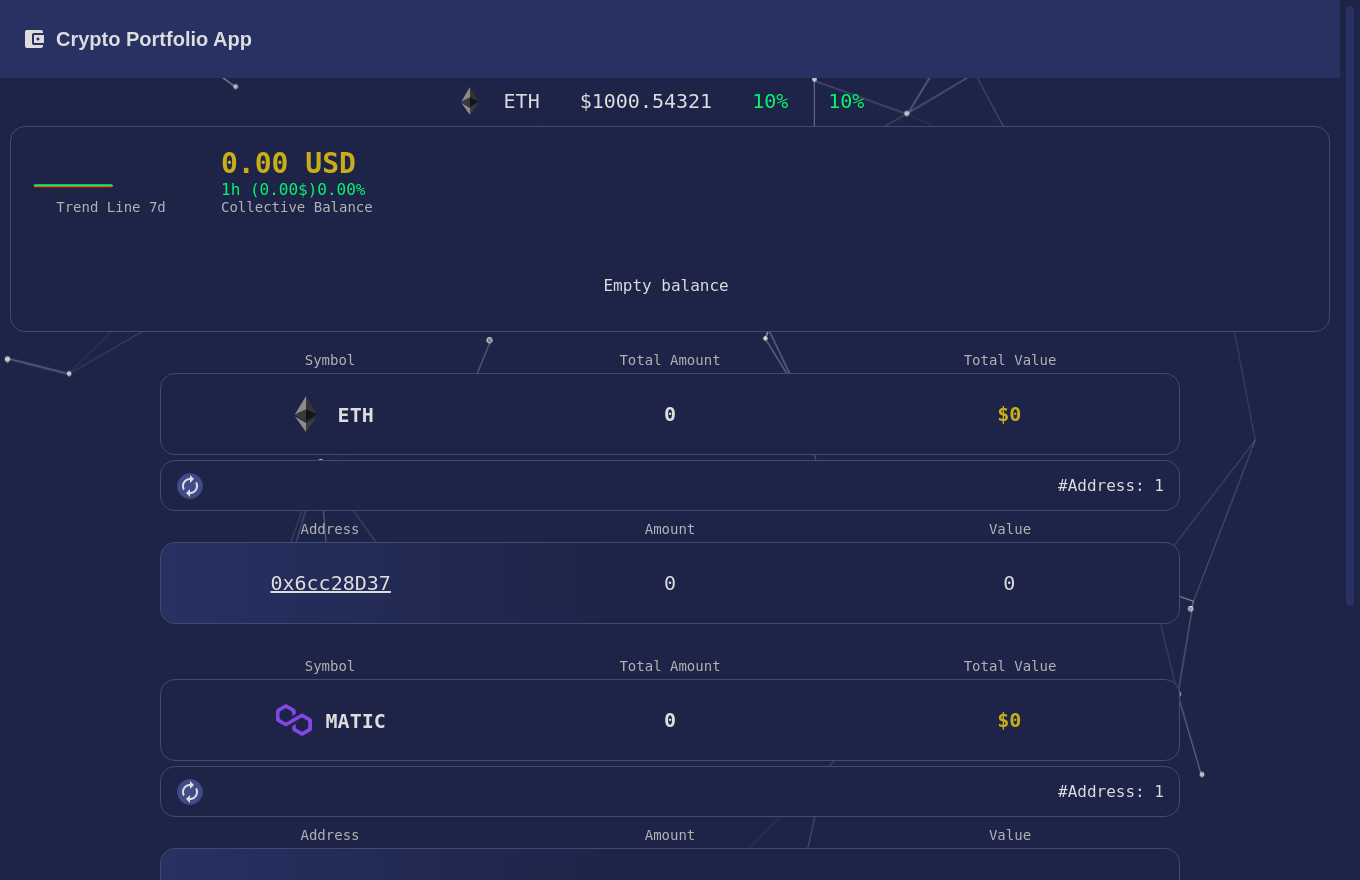 Crypto Portfolio App
ETH $1000.54321 10% 10%
0.00 USD
1h (0.00$)0.00%
Trend Line 7d Collective Balance
Empty balance
Symbol Total Amount Total Value
ETH 0 $0
#Address: 1
Address Amount Value
0x6cc28D37 0 0
Symbol Total Amount Total Value
MATIC 0 $0
#Address: 1
Address Amount Value